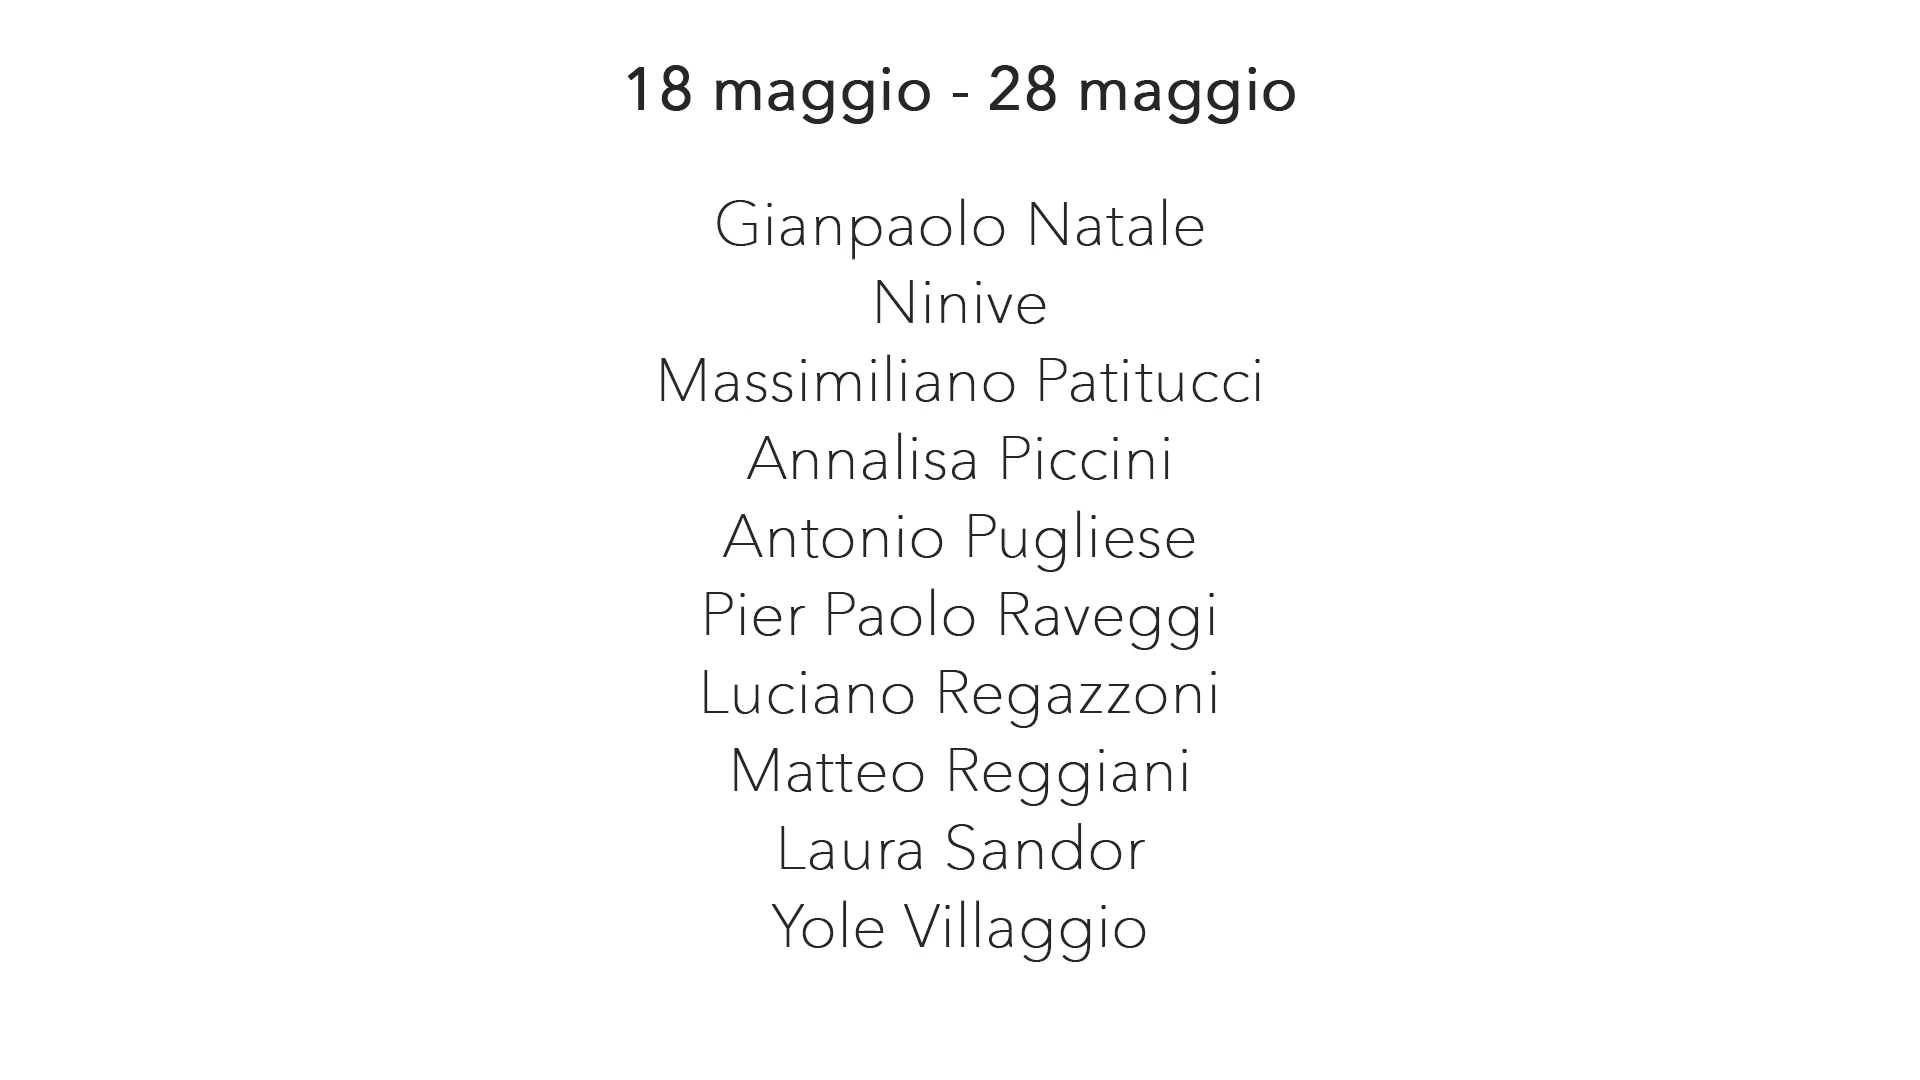 18 maggio - 28 maggio
Gianpaolo Natale
Ninive
Massimiliano Patitucci
Annalisa Piccini
Antonio Pugliese
Pier Paolo Raveggi
Luciano Regazzoni
Matteo Reggiani
Laura Sandor
Yole Villaggio